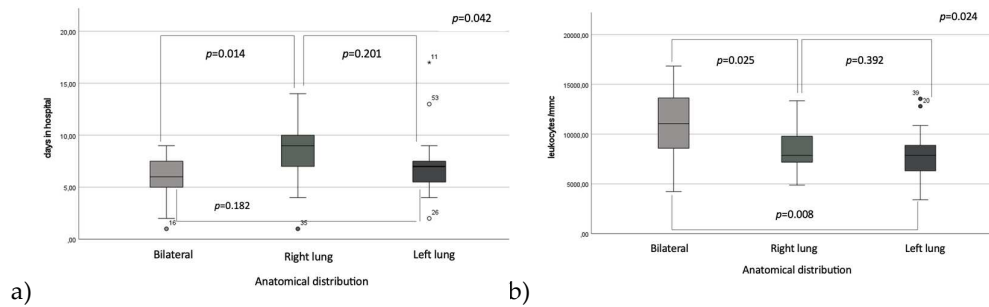 p=0.042
20,00
p=0.014
p=0.201
11
15,00
53
days in hospital
10,00
5,00
p=0.182
16
35
26
,00
Bilateral
Right lung
Left lung
Anatomical distribution
a)
20000,00
p=0.024
p=0.025
p=0.392
15000,00
39
20
leukocytes /mmc
10000,00
5000,00
p=0.008
,00
Bilateral
Right lung
Left lung
Anatomical distribution
b)